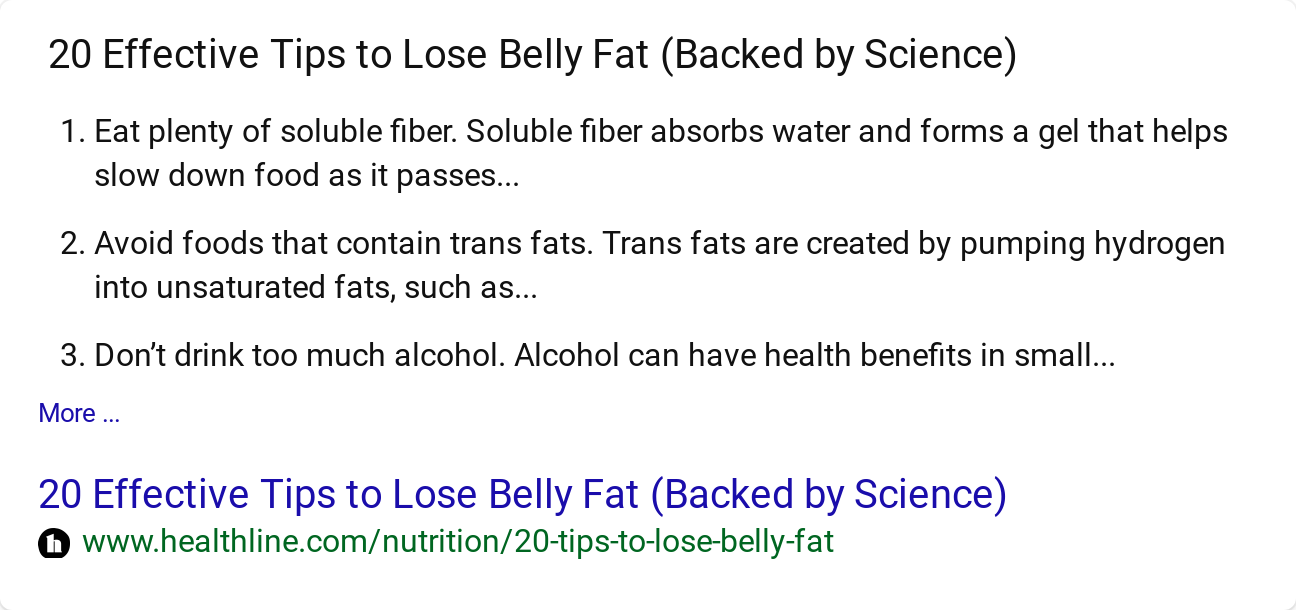 20 Effective Tips to Lose Belly Fat (Backed by Science)
1. Eat plenty of soluble fiber. Soluble fiber absorbs water and forms a gel that helps
slow down food as it passes...
2. Avoid foods that contain trans fats. Trans fats are created by pumping hydrogen
into unsaturated fats, such as...
3. Don’t drink too much alcohol. Alcohol can have health benefits in small...
More ...
20 Effective Tips to Lose Belly Fat (Backed by Science)
h www.healthline.com/nutrition/20-tips-to-lose-belly-fat